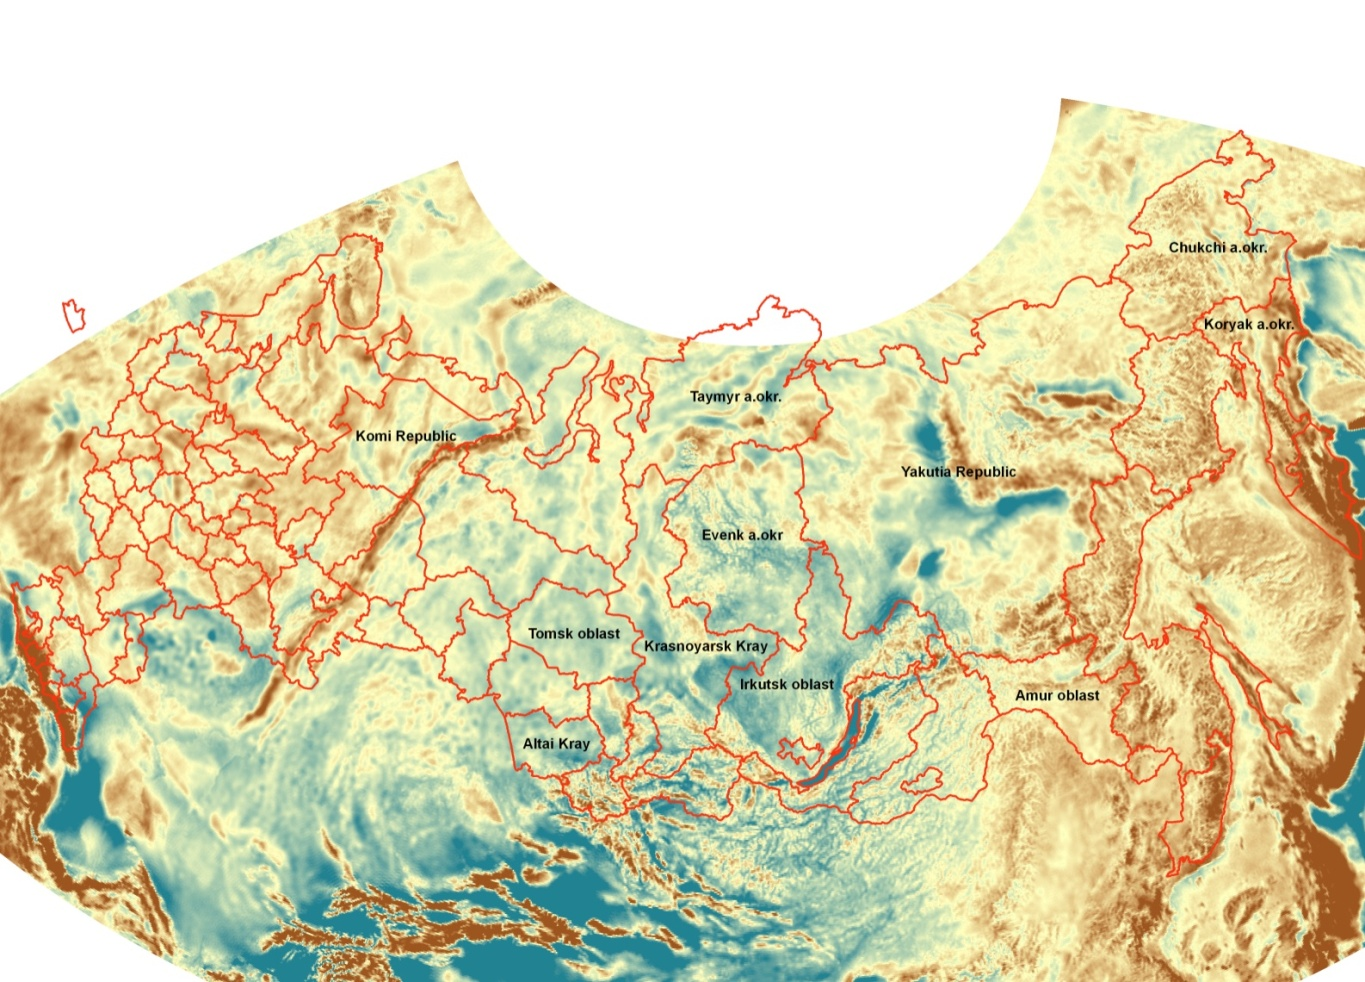 Chukchi a.okr.
Koryak a.okr.
Taymyr a.okr.
Komi Republic
Yakutia Republic
Evenk a.okr
Tomsk oblast
Krasnoyarsk Kray
Irkutsk oblast
Amur oblast
Altai Kray